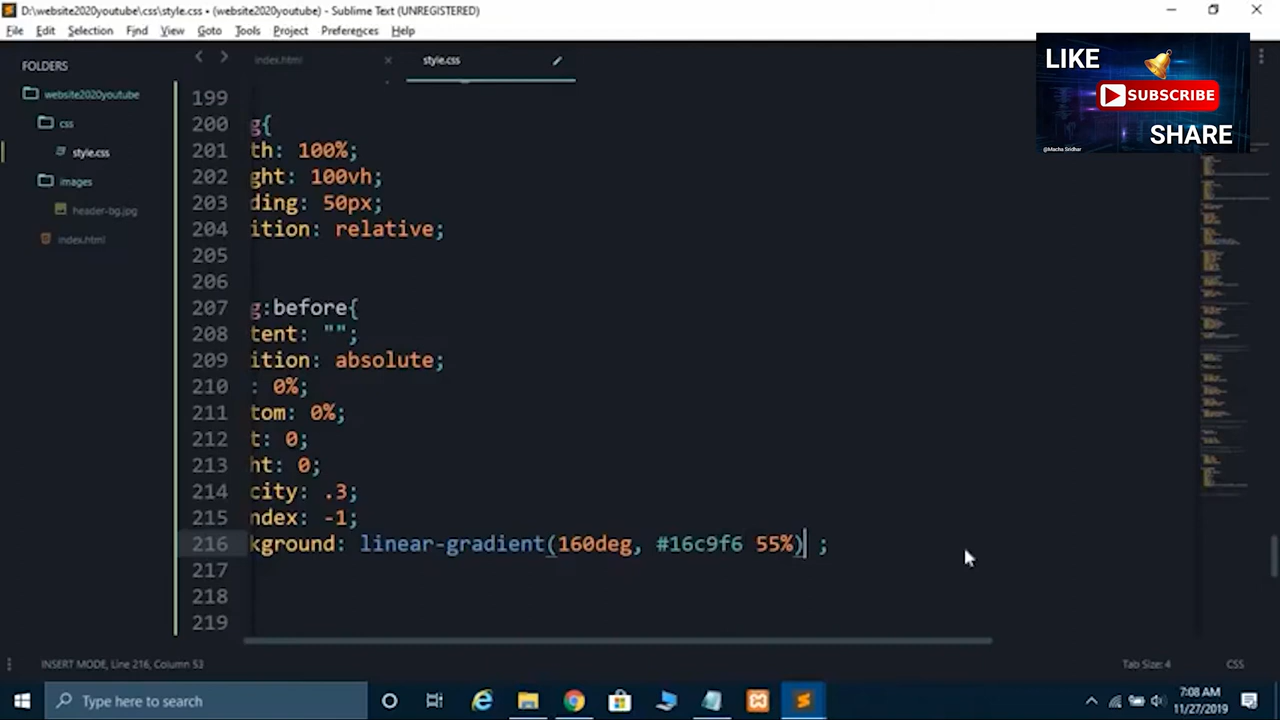 D:\website2020youtube\css\style.css • (website2020youtube) - Sublime Text (UNREGISTERED)
File Edit Selection Find View Goto Tools Project Preferences Help
FOLDERS
website2020youtube
css
style.css
images
header-bg.jpg
index.html
index.html
style.css
LIKE
SUBSCRIBE
SHARE
@Macha Sridhar
199
200 g{
201 th: 100%;
202 ght: 100vh;
203 ding: 50px;
204 ition: relative;
205
206
207 g:before{
208 tent: "";
209 ition: absolute;
210 : 0%;
211 tom: 0%;
212 t: 0;
213 ht: 0;
214 city: .3;
215 ndex: -1;
216 kground: linear-gradient(160deg, #16c9f6 55%) ;
217
218
219
INSERT MODE, Line 216, Column 53
Tab Size: 4
CSS
Type here to search
7:08 AM
11/27/2019